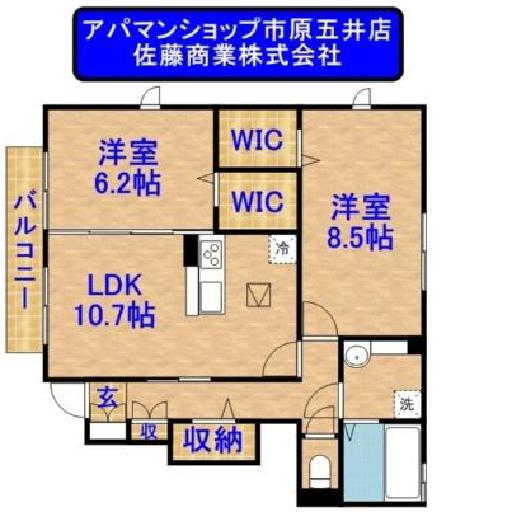 アパマンショップ市原五井店
佐藤商業株式会社
WIC
洋室
6.2帖
WIC
洋室
8.5帖
バルコニー
冷
LDK
10.7帖
玄
洗
収
収納